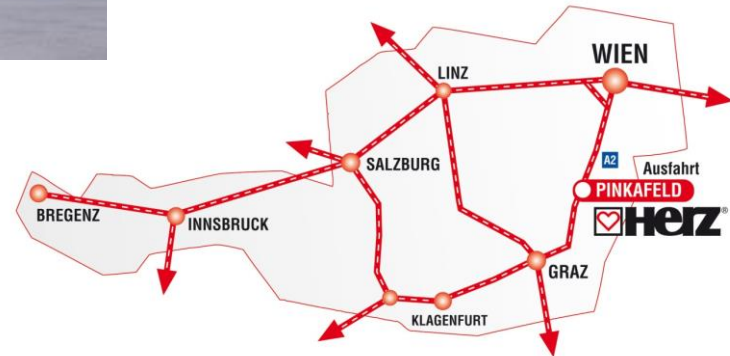 WIEN
LINZ
A2
Ausfahrt
SALZBURG
PINKAFELD
BREGENZ
INNSBRUCK
HERZ®
GRAZ
KLAGENFURT